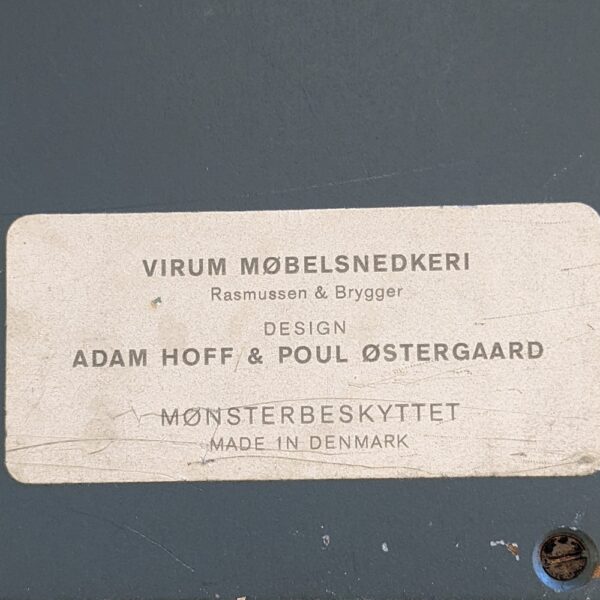 VIRUM MØBELSNEDKERI
Rasmussen & Brygger
DESIGN
ADAM HOFF & POUL ØSTERGAARD
MØNSTERBESKYTTET
MADE IN DENMARK